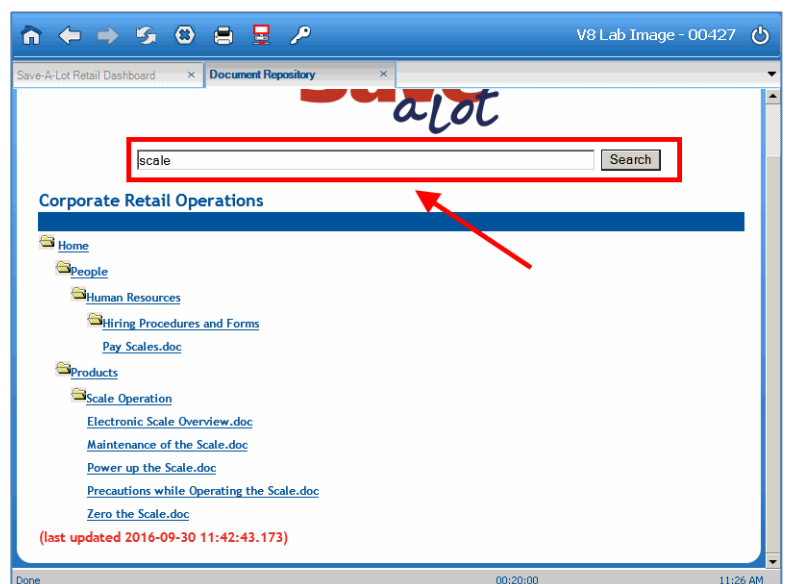 V8 Lab Image - 00427
Save-A-Lot Retail Dashboard × Document Repository ×
Save
a lot
scale Search
Corporate Retail Operations
Home
People
Human Resources
Hiring Procedures and Forms
Pay Scales.doc
Products
Scale Operation
Electronic Scale Overview.doc
Maintenance of the Scale.doc
Power up the Scale.doc
Precautions while Operating the Scale.doc
Zero the Scale.doc
(last updated 2016-09-30 11:42:43.173)
Done 00:20:00 11:26 AM